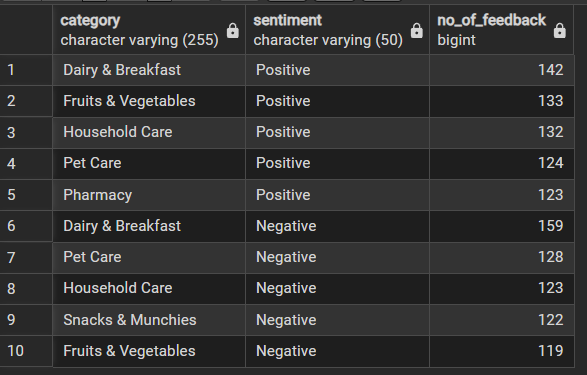 category sentiment no_of_feedback
character varying (255) character varying (50) bigint
1 Dairy & Breakfast Positive 142
2 Fruits & Vegetables Positive 133
3 Household Care Positive 132
4 Pet Care Positive 124
5 Pharmacy Positive 123
6 Dairy & Breakfast Negative 159
7 Pet Care Negative 128
8 Household Care Negative 123
9 Snacks & Munchies Negative 122
10 Fruits & Vegetables Negative 119